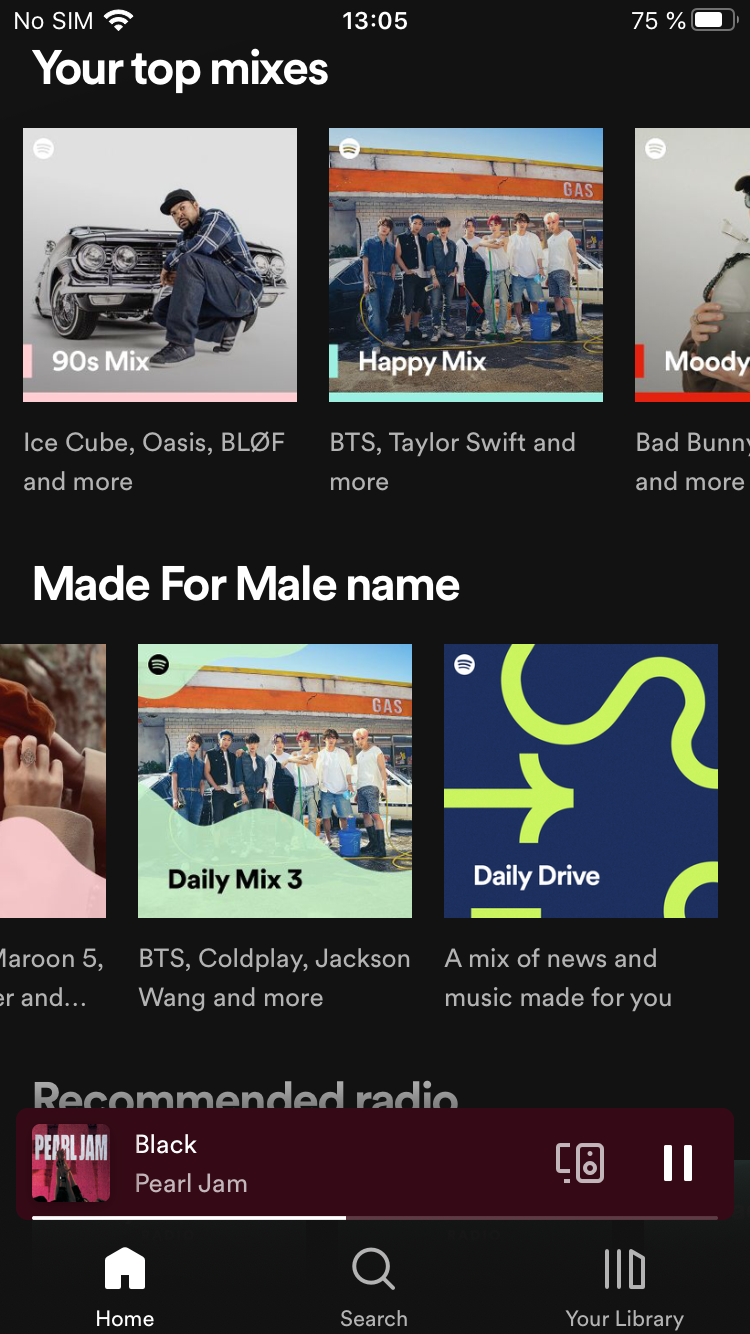 No SIM 13:05 75 %
Your top mixes
GAS
90s Mix
Happy Mix
Moody
Ice Cube, Oasis, BLØF
and more
BTS, Taylor Swift and
more
Bad Bunny
and more
Made For Male name
GAS
Daily Mix 3
Daily Drive
Maroon 5,
er and...
BTS, Coldplay, Jackson
Wang and more
A mix of news and
music made for you
Recommended radio
PEARL JAM
Black
Pearl Jam
Home
Search
Your Library